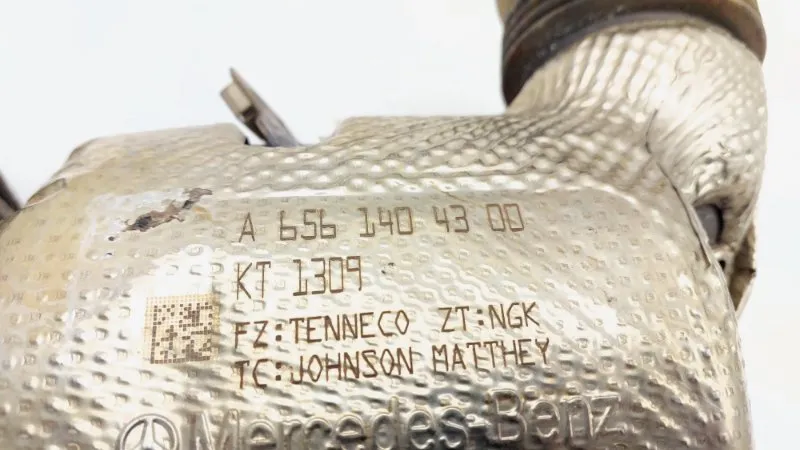 A 656 140 43 00
KT 1309
FZ:TENNECO ZT:NGK
TC:JOHNSON MATTHEY
Mercedes-Benz